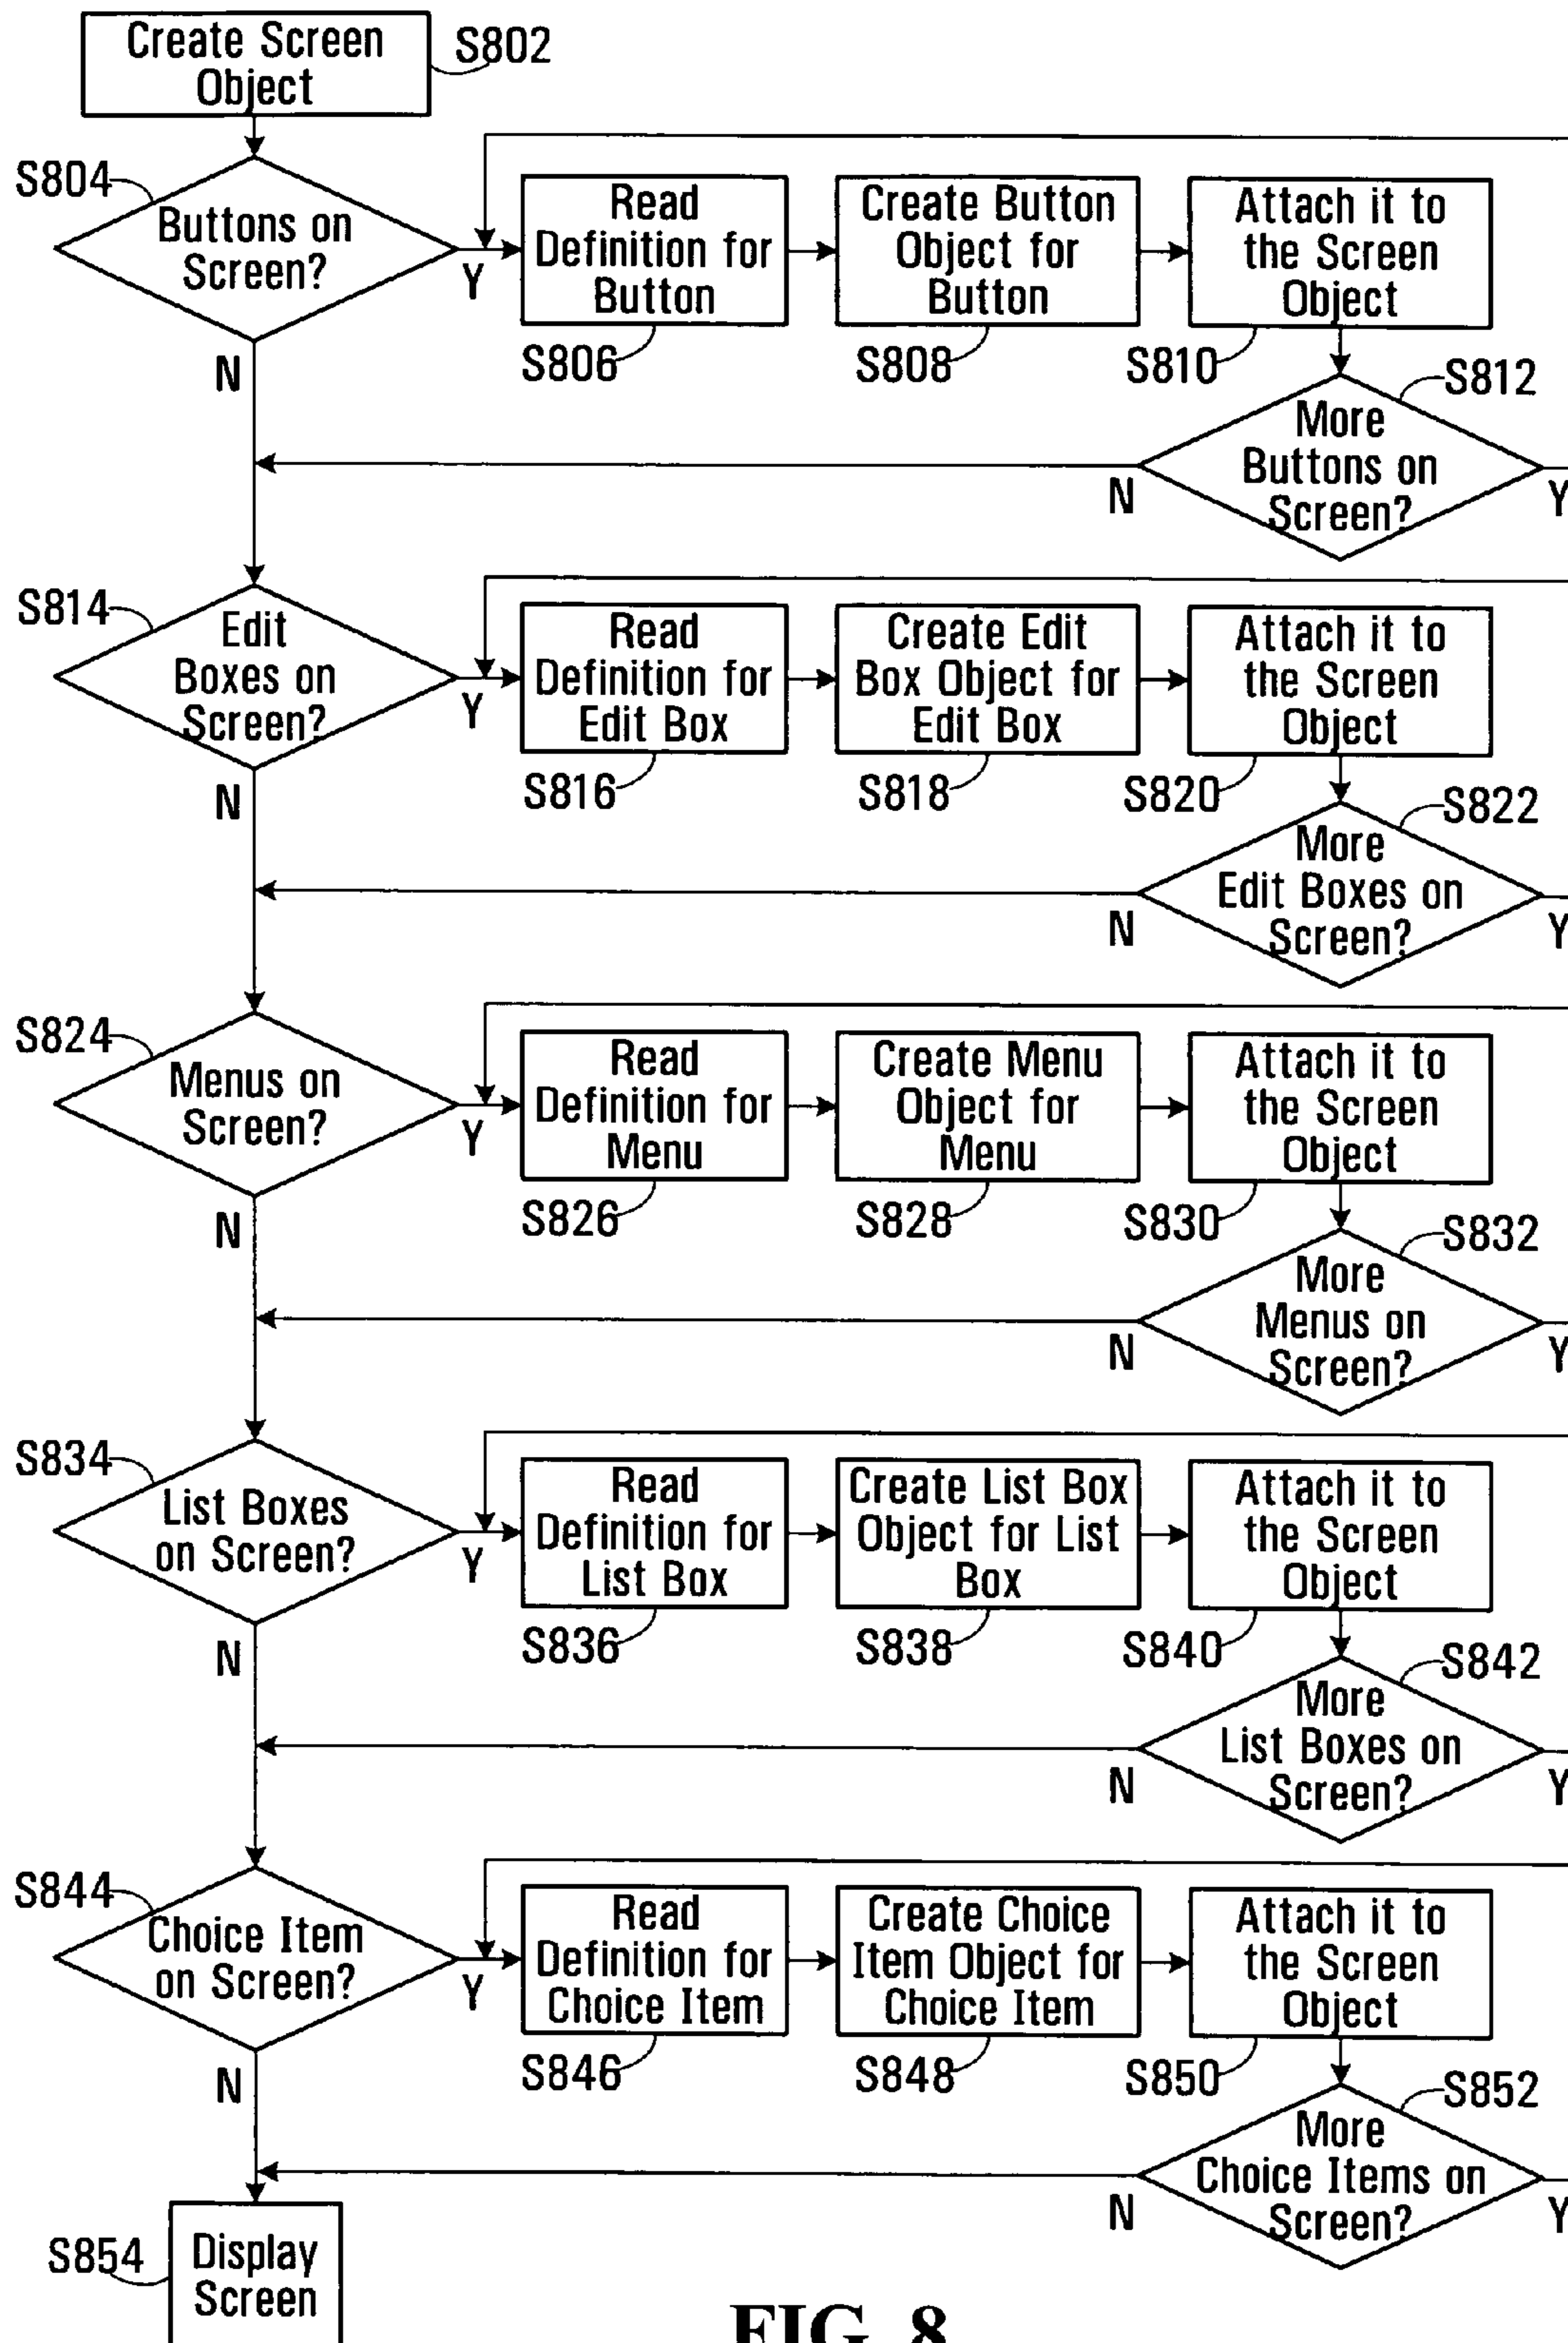 Create Screen
Object
S802
S804
Buttons on
Screen?
Y
N
Read
Definition for
Button
S806
Create Button
Object for
Button
S808
Attach it to
the Screen
Object
S810
S812
More
Buttons on
Screen?
N
Y
S814
Edit
Boxes on
Screen?
Y
N
Read
Definition for
Edit Box
S816
Create Edit
Box Object for
Edit Box
S818
Attach it to
the Screen
Object
S820
S822
More
Edit Boxes on
Screen?
N
Y
S824
Menus on
Screen?
Y
N
Read
Definition for
Menu
S826
Create Menu
Object for
Menu
S828
Attach it to
the Screen
Object
S830
S832
More
Menus on
Screen?
N
Y
S834
List Boxes
on Screen?
Y
N
Read
Definition for
List Box
S836
Create List Box
Object for List
Box
S838
Attach it to
the Screen
Object
S840
S842
More
List Boxes on
Screen?
N
Y
S844
Choice Item
on Screen?
Y
N
Read
Definition for
Choice Item
S846
Create Choice
Item Object for
Choice Item
S848
Attach it to
the Screen
Object
S850
S852
More
Choice Items on
Screen?
N
Y
S854
Display
Screen
FIG. 8